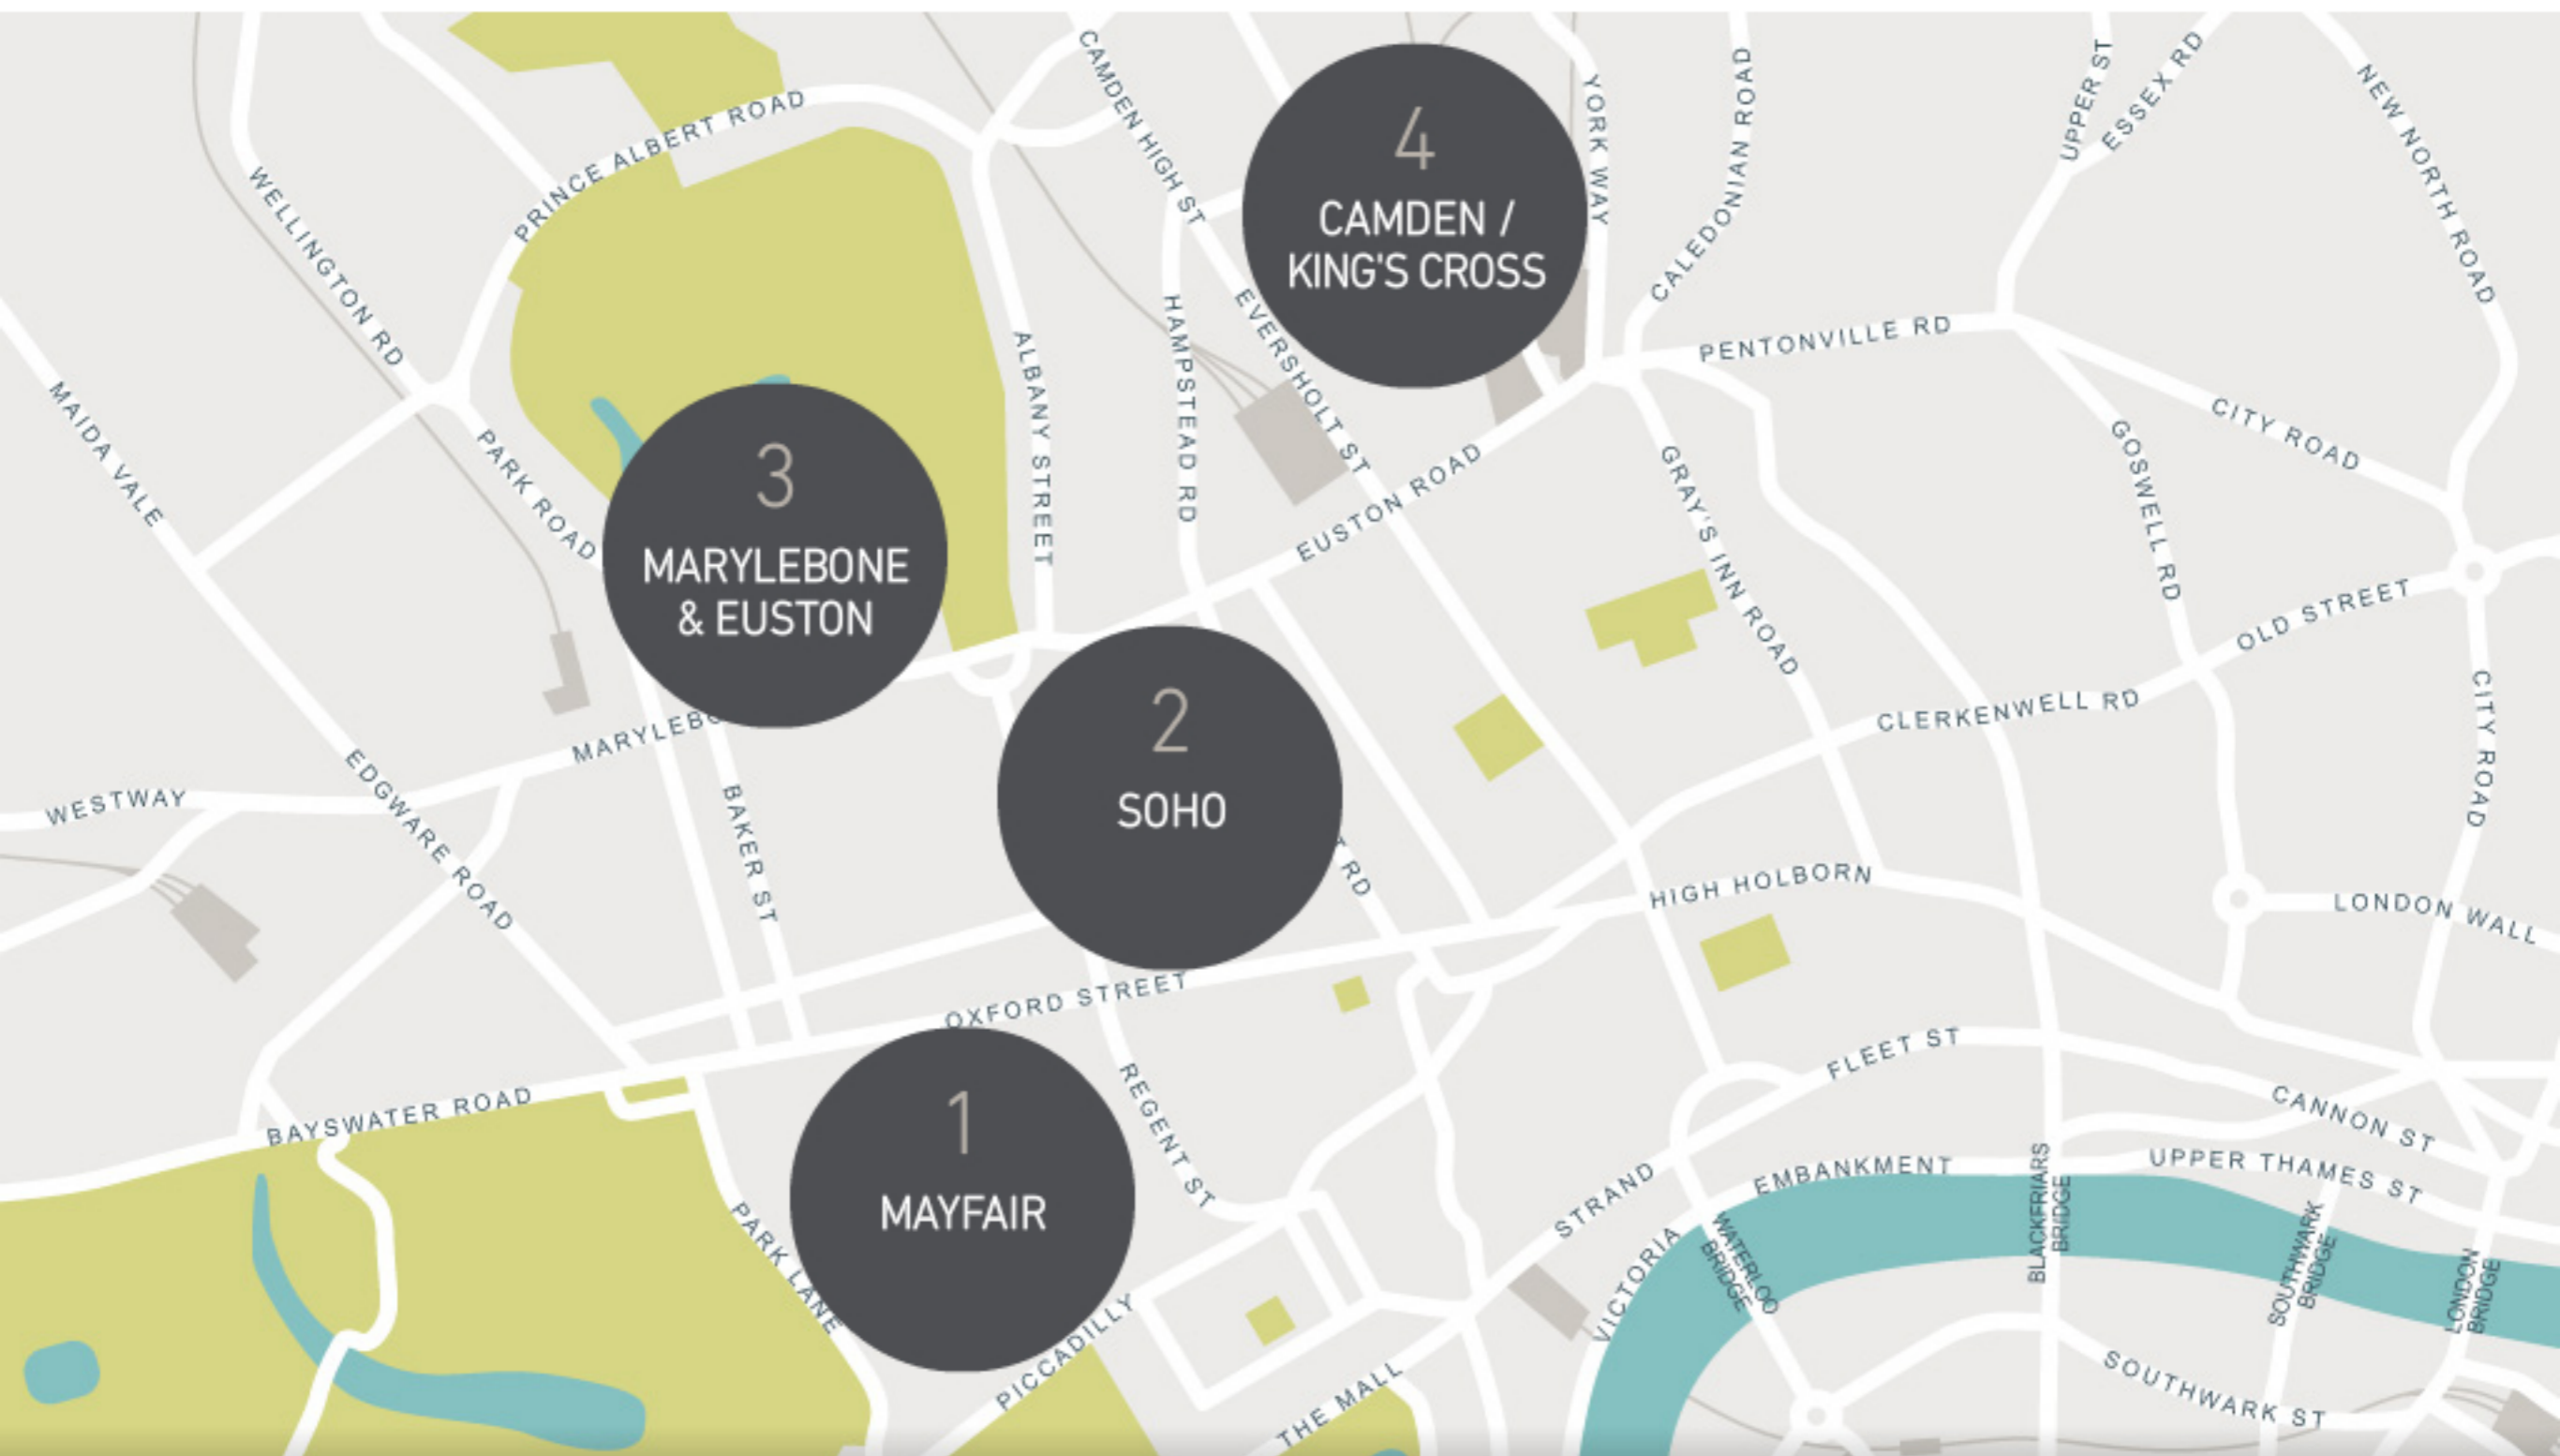 CAMDEN HIGH ST
YORK WAY
CALEDONIAN ROAD
UPPER ST
ESSEX RD
NEW NORTH ROAD
PRINCE ALBERT ROAD
WELLINGTON RD
4
CAMDEN /
KING'S CROSS
HAMPSTEAD RD
EVERSHOLT ST
ALBANY STREET
PENTONVILLE RD
MAIDA VALE
PARK ROAD
3
MARYLEBONE
& EUSTON
EUSTON ROAD
GRAY'S INN ROAD
CITY ROAD
GOSWELL RD
OLD STREET
2
SOHO
CLERKENWELL RD
CITY ROAD
WESTWAY
EDGWARE ROAD
BAKER ST
RD
HIGH HOLBORN
LONDON WALL
OXFORD STREET
BAYSWATER ROAD
1
MAYFAIR
REGENT ST
PARK LANE
PICCADILLY
THE MALL
STRAND
FLEET ST
CANNON ST
VICTORIA EMBANKMENT
UPPER THAMES ST
WATERLOO
BRIDGE
BLACKFRIARS
BRIDGE
SOUTHWARK
BRIDGE
LONDON
BRIDGE
SOUTHWARK ST